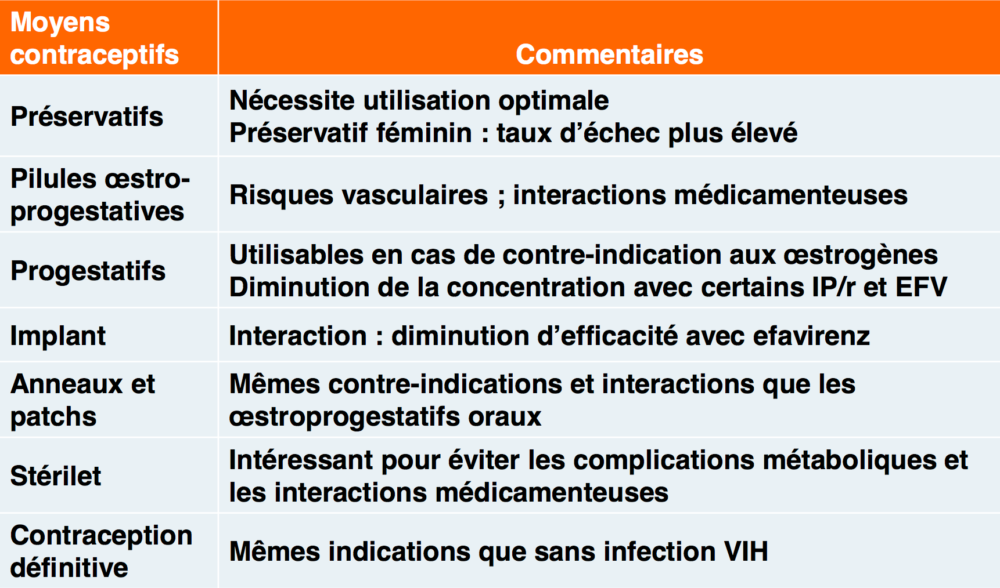 Moyens
contraceptifs
Commentaires
Préservatifs
Nécessite utilisation optimale
Préservatif féminin : taux d’échec plus élevé
Pilules œstro-
progestatives
Risques vasculaires ; interactions médicamenteuses
Progestatifs
Utilisables en cas de contre-indication aux œstrogènes
Diminution de la concentration avec certains IP/r et EFV
Implant
Interaction : diminution d’efficacité avec efavirenz
Anneaux et
patchs
Mêmes contre-indications et interactions que les
œstroprogestatifs oraux
Stérilet
Intéressant pour éviter les complications métaboliques et
les interactions médicamenteuses
Contraception
définitive
Mêmes indications que sans infection VIH